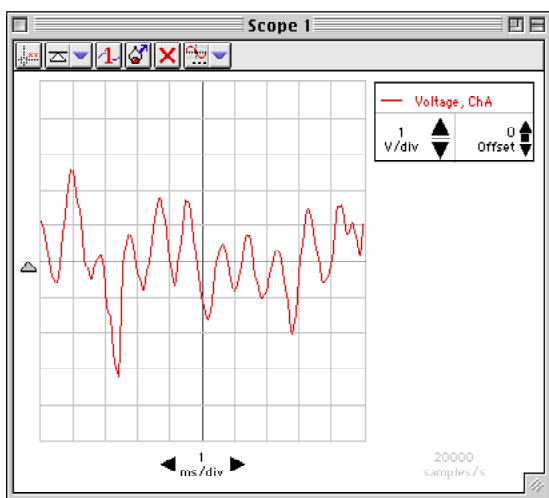 Scope 1
Voltage, ChA
1
V/div
0
Offset
1
ms/div
20000
samples/s